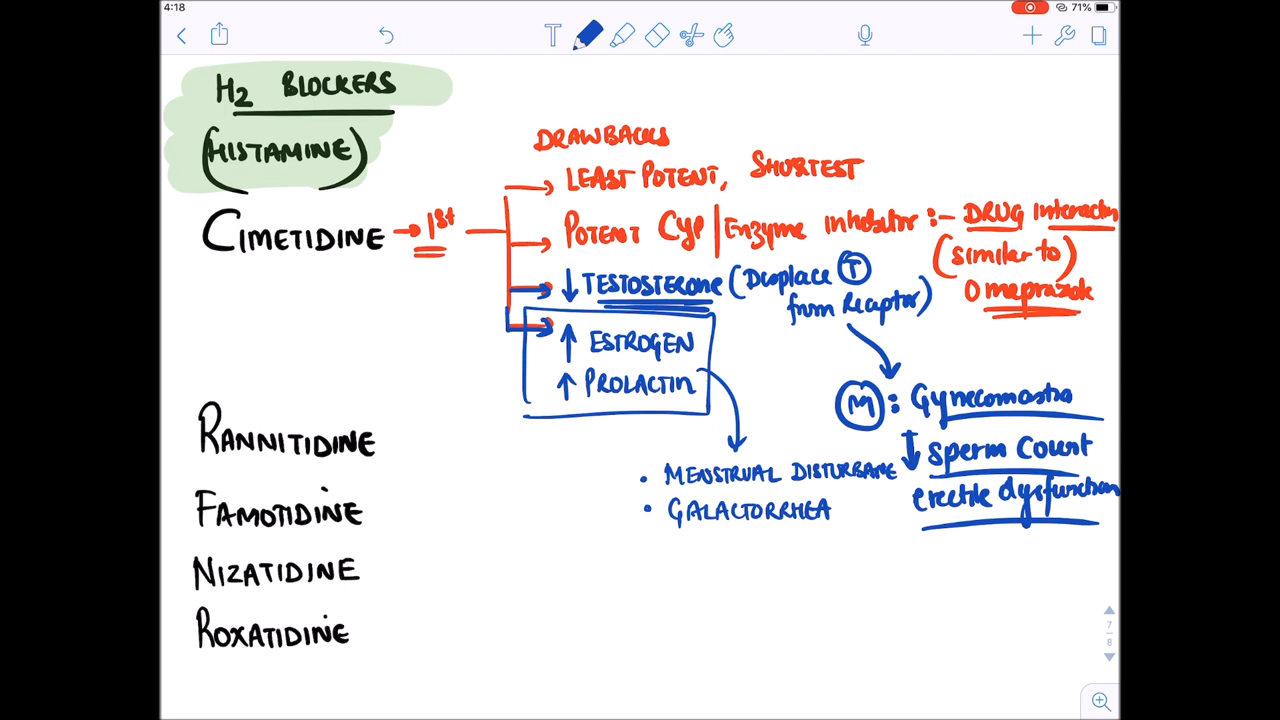 4:18
71%
T
H2 BLOCKERS
(HISTAMINE)
CIMETIDINE → 1st
DRAWBACKS
→ LEAST POTENT, SHORTEST
→ POTENT CYP | Enzyme inhibitor :- DRUG interaction
(similar to)
Omeprazole
→ ↓ TESTOSTERONE (Displace T
from Receptor)
→ ↑ ESTROGEN
↑ PROLACTIN
M : Gynecomastia
↓ sperm count
erectile dysfunction
• MENSTRUAL DISTURBANCE
• GALACTORRHEA
RANNITIDINE
FAMOTIDINE
NIZATIDINE
ROXATIDINE
7
8